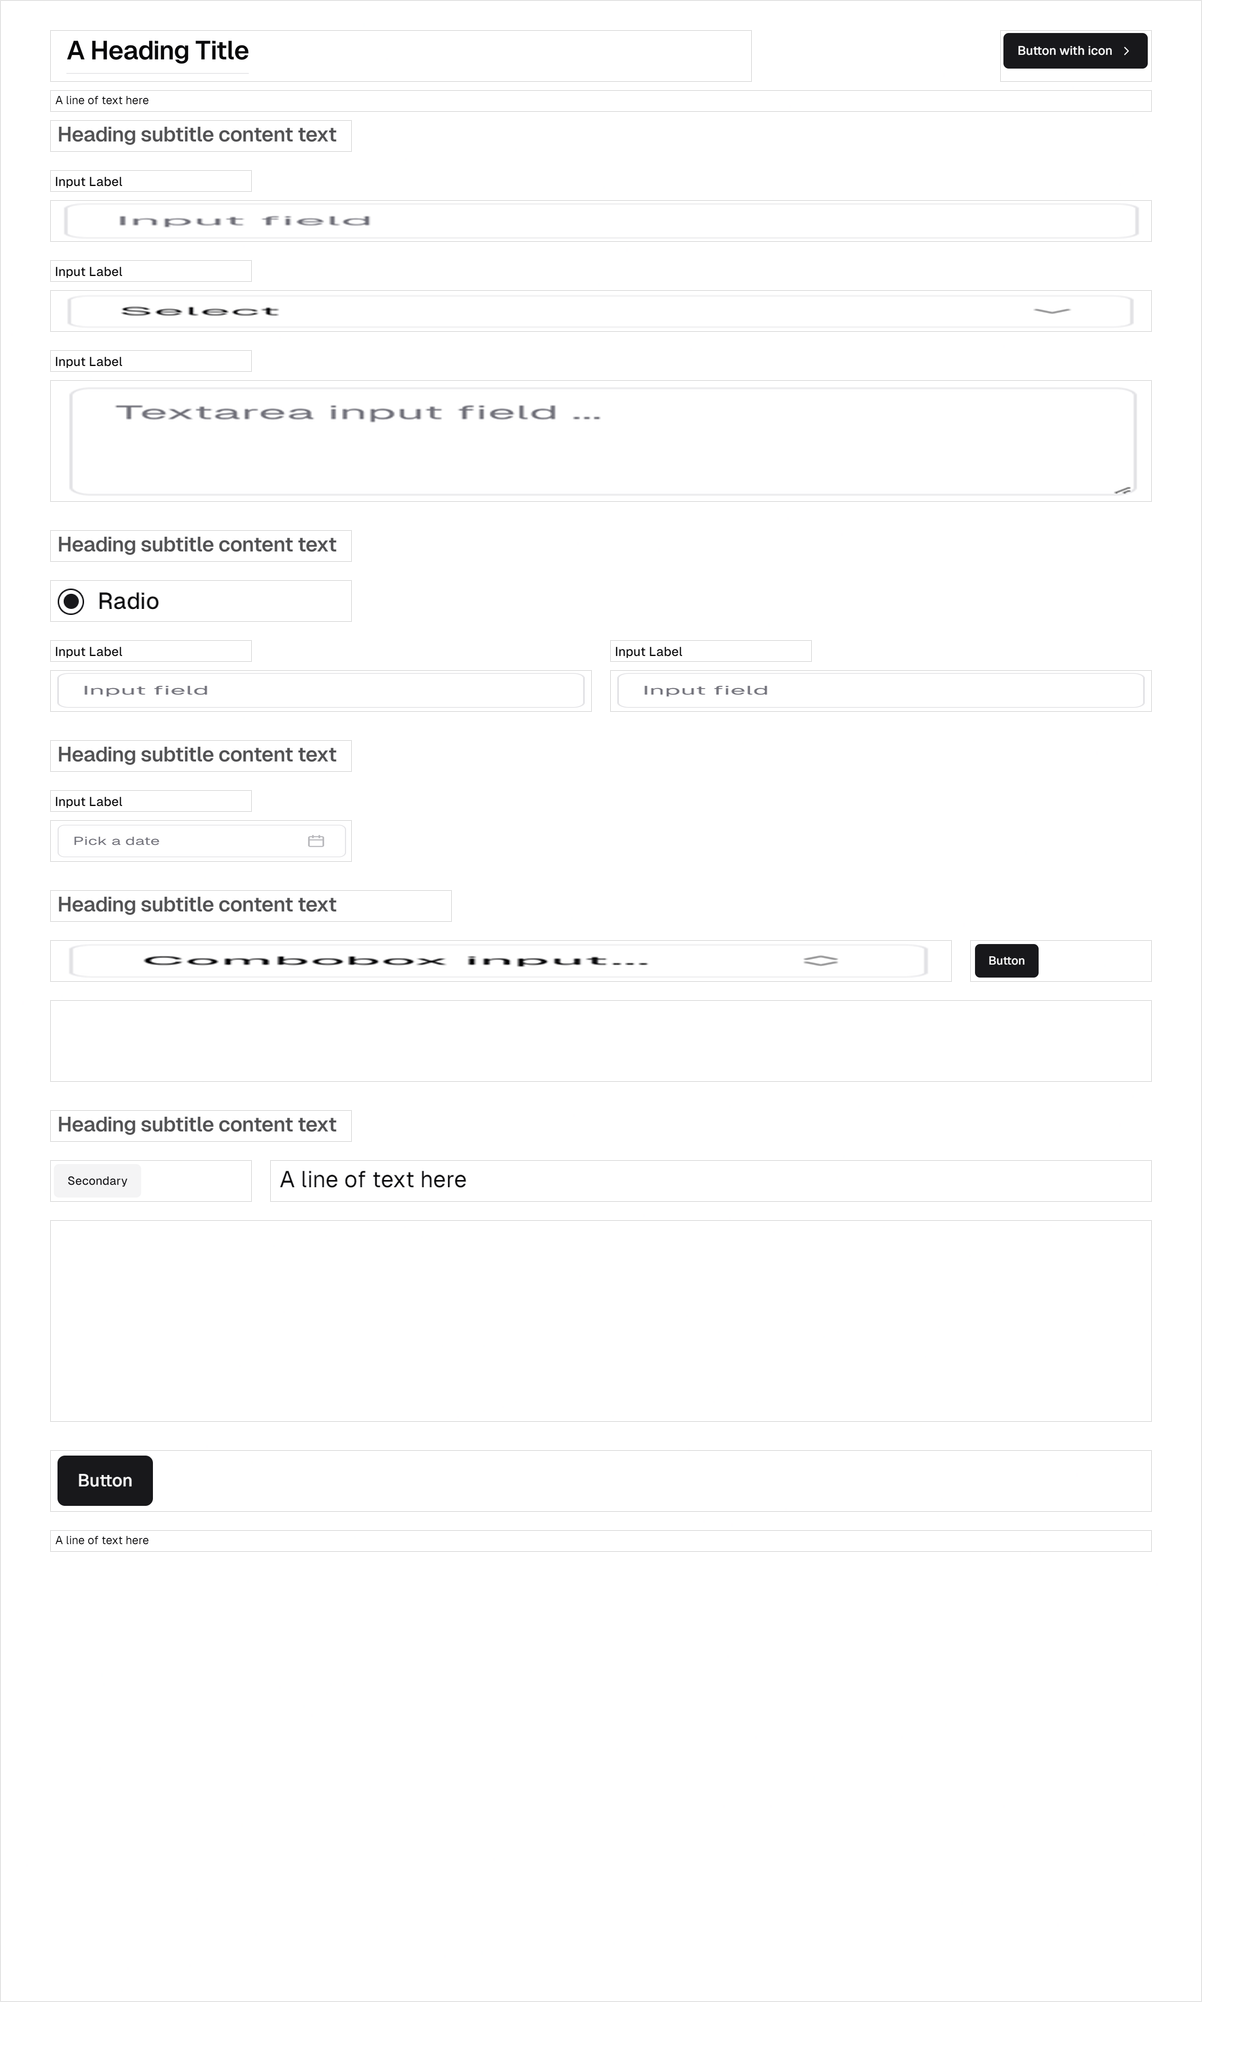 A Heading Title
Button with icon
A line of text here
Heading subtitle content text
Input Label
Input field
Input Label
Select
Input Label
Textarea input field ...
Heading subtitle content text
Radio
Input Label
Input Label
Input field
Input field
Heading subtitle content text
Input Label
Pick a date
Heading subtitle content text
Combobox input...
Button
Heading subtitle content text
Secondary
A line of text here
Button
A line of text here